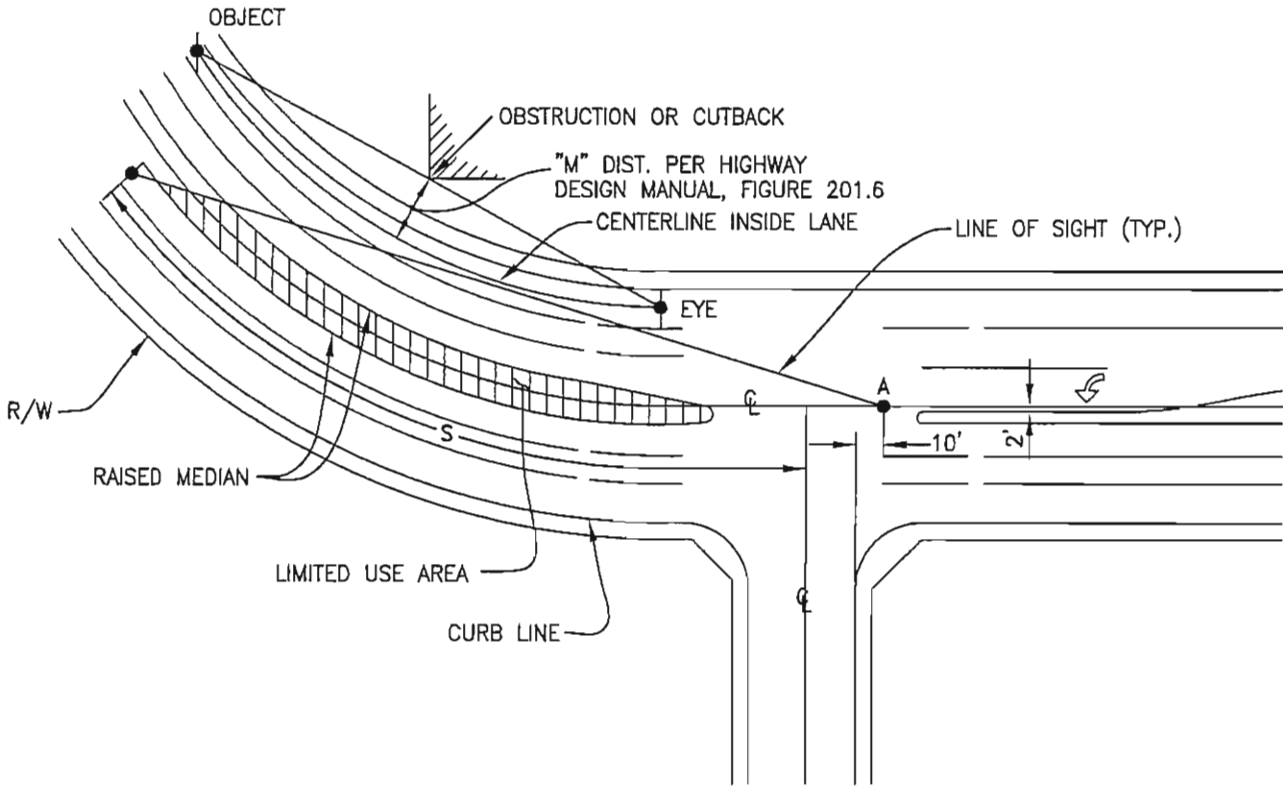 OBJECT
OBSTRUCTION OR CUTBACK
"M" DIST. PER HIGHWAY
DESIGN MANUAL, FIGURE 201.6
CENTERLINE INSIDE LANE
LINE OF SIGHT (TYP.)
EYE
A
℄
R/W
S
10'
2'
RAISED MEDIAN
LIMITED USE AREA
℄
CURB LINE